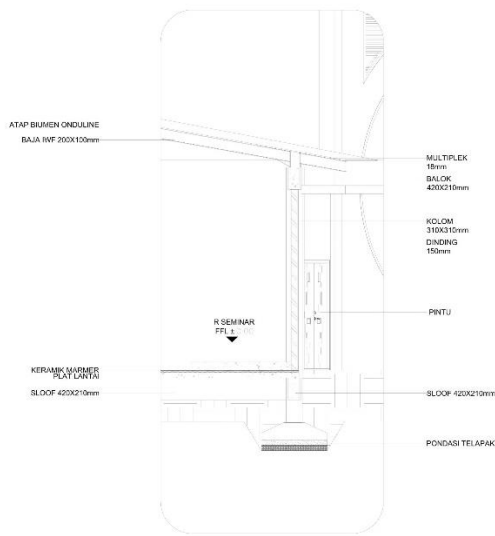 ATAP BIUMEN ONDULINE
BAJA IWF 200X100mm
MULTIPLEK
18mm
BALOK
420X210mm
KOLOM
310X310mm
DINDING
150mm
R SEMINAR
FFL ±
PINTU
KERAMIK MARMER
PLAT LANTAI
SLOOF 420X210mm
SLOOF 420X210mm
PONDASI TELAPAK